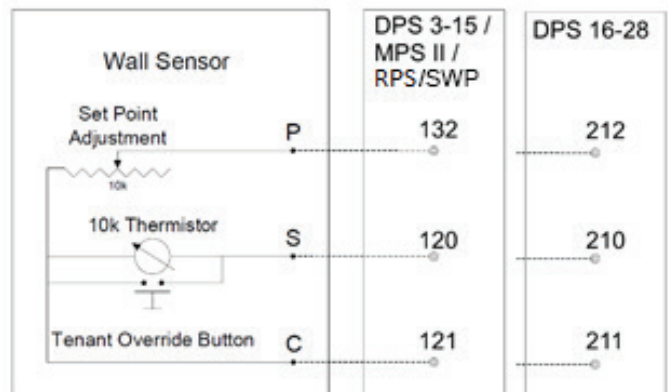 Wall Sensor
Set Point
Adjustment
10k
10k Thermistor
Tenant Override Button
P
S
C
DPS 3-15 /
MPS II /
RPS/SWP
132
120
121
DPS 16-28
212
210
211